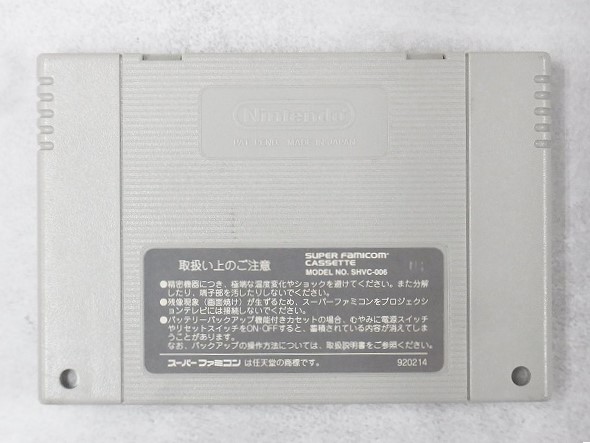 Nintendo
PAT. PEND. MADE IN JAPAN
取扱い上のご注意
SUPER FAMICOM
CASSETTE
MODEL NO. SHVC-006
●精密機器につき、極端な温度変化やショックを避けてください。また分解
したり、端子部を汚したりしないでください。
●残像現象（画面焼け）が生ずるため、スーパーファミコンをプロジェクシ
ョンテレビには接続しないでください。
●バッテリーバックアップ機能付きカセットの場合、むやみに電源スイッチ
やリセットスイッチをON-OFFすると、蓄積されている内容が消えてしま
うことがあります。
なお、バックアップの操作方法については、取扱説明書をご参照ください。
スーパーファミコン は任天堂の商標です。
920214